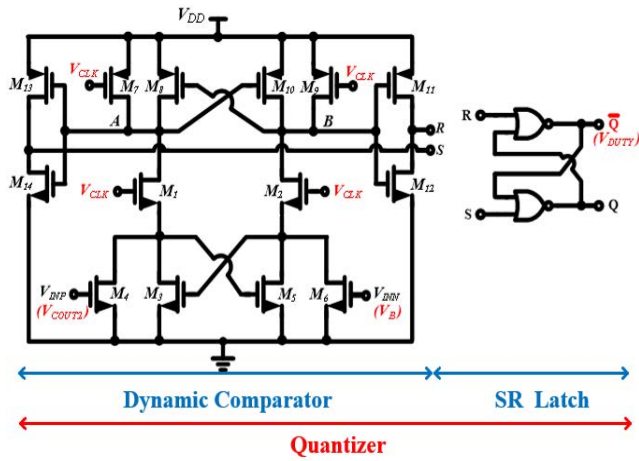 VDD
M13
VCLK
M7
M8
M10
M9
VCLK
M11
A
B
R
S
M14
VCLK
M1
M2
VCLK
M12
VINP
(VCOUT2)
M4
M3
M5
M6
VINN
(VB)
R
Q
(VDUTY)
S
Q
Dynamic Comparator
SR Latch
Quantizer